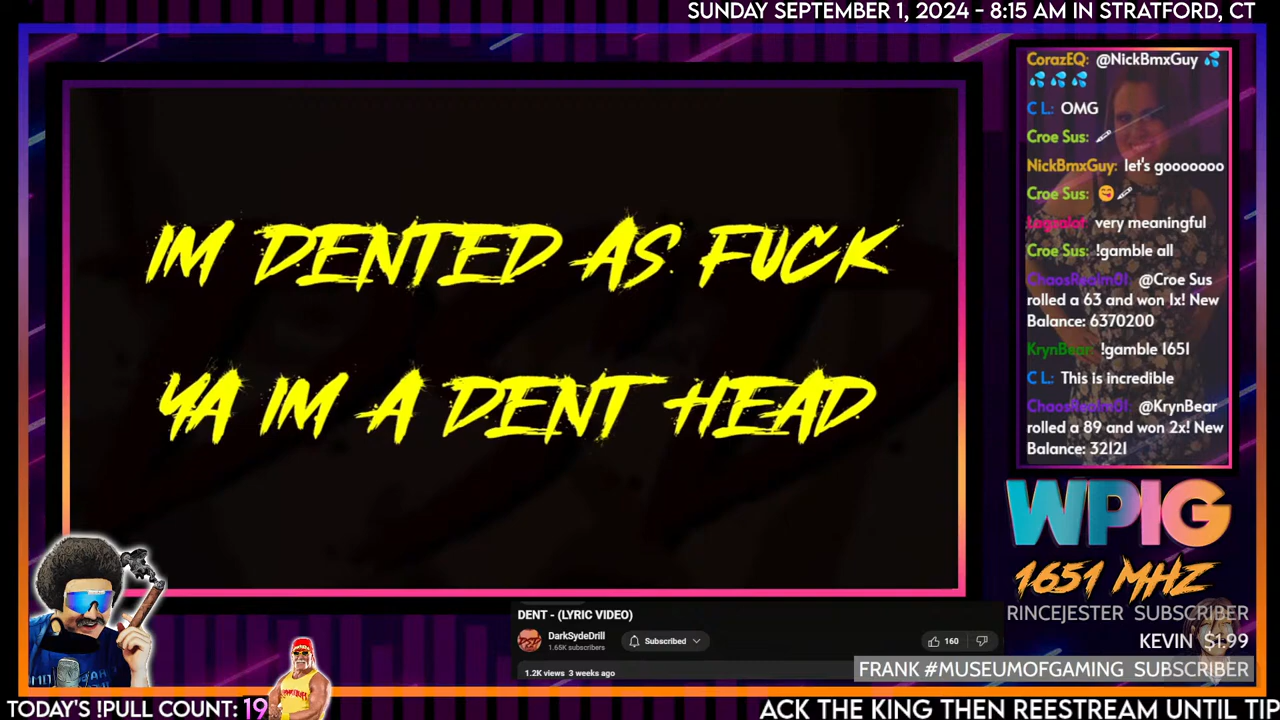 SUNDAY SEPTEMBER 1, 2024 - 8:15 AM IN STRATFORD, CT
IM DENTED AS FUCK
YA IM A DENT HEAD
CorazEQ: @NickBmxGuy
C L: OMG
Croe Sus:
NickBmxGuy: let's gooooooo
Croe Sus:
very meaningful
Croe Sus: !gamble all
ChaosRealm01: @Croe Sus
rolled a 63 and won 1x! New
Balance: 6370200
KrynBear: !gamble 1651
C L: This is incredible
ChaosRealm01: @KrynBear
rolled a 89 and won 2x! New
Balance: 32121
WPIG
1651 MHZ
RINCEJESTER SUBSCRIBER
KEVIN $1.99
FRANK #MUSEUMOFGAMING SUBSCRIBER
DENT - (LYRIC VIDEO)
DarkSydeDrill
1.65K subscribers
Subscribed
160
1.2K views 3 weeks ago
TODAY'S !PULL COUNT: 19
ACK THE KING THEN REESTREAM UNTIL TIP